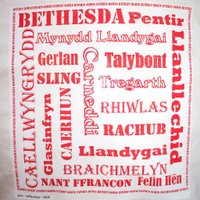 BETHESDA Pentir
Mynydd Llandygai
Gerlan Talybont
SLING Tregarth
CAELLWYNGRYDD
Glasinfryn
CAERHUN
Carneddi
Llanllechid
RHIWLAS
RACHUB
Llandygai
BRAICHMELYN
NANT FFRANCON Felin Hên